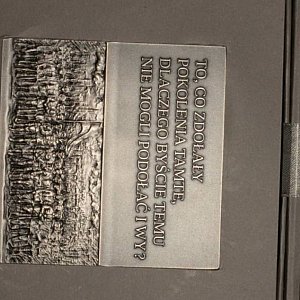 TO, CO ZDOŁAŁY
POKOLENIA TAMTE,
DLACZEGO BYŚCIE TEMU
NIE MOGLI PODOŁAĆ I WY?